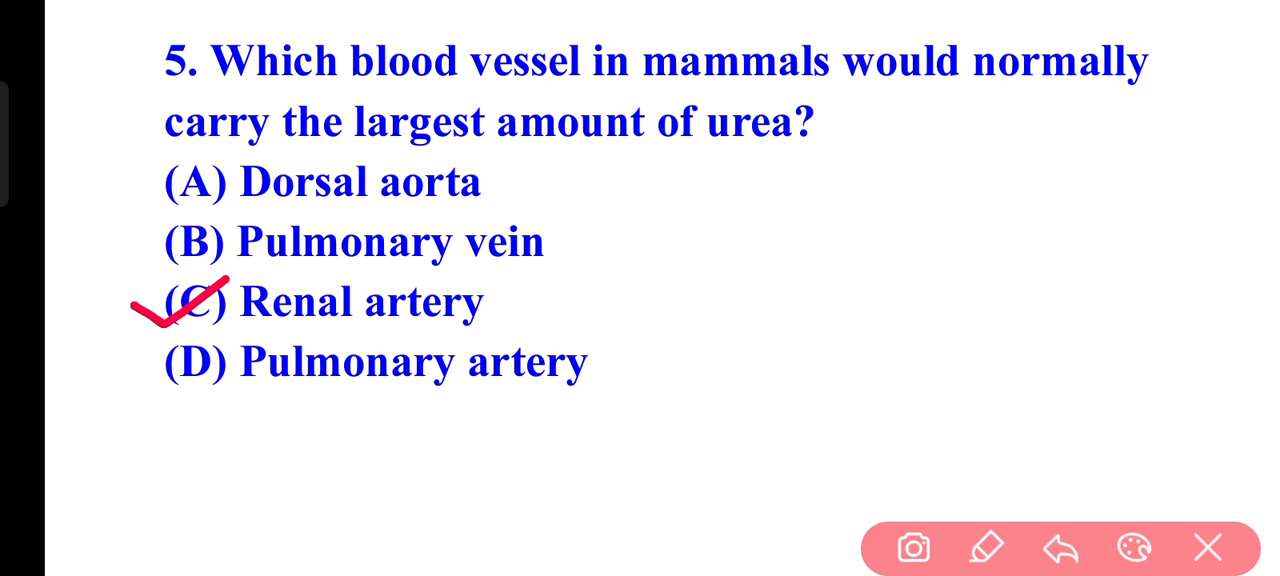 5. Which blood vessel in mammals would normally
carry the largest amount of urea?
(A) Dorsal aorta
(B) Pulmonary vein
(C) Renal artery
(D) Pulmonary artery